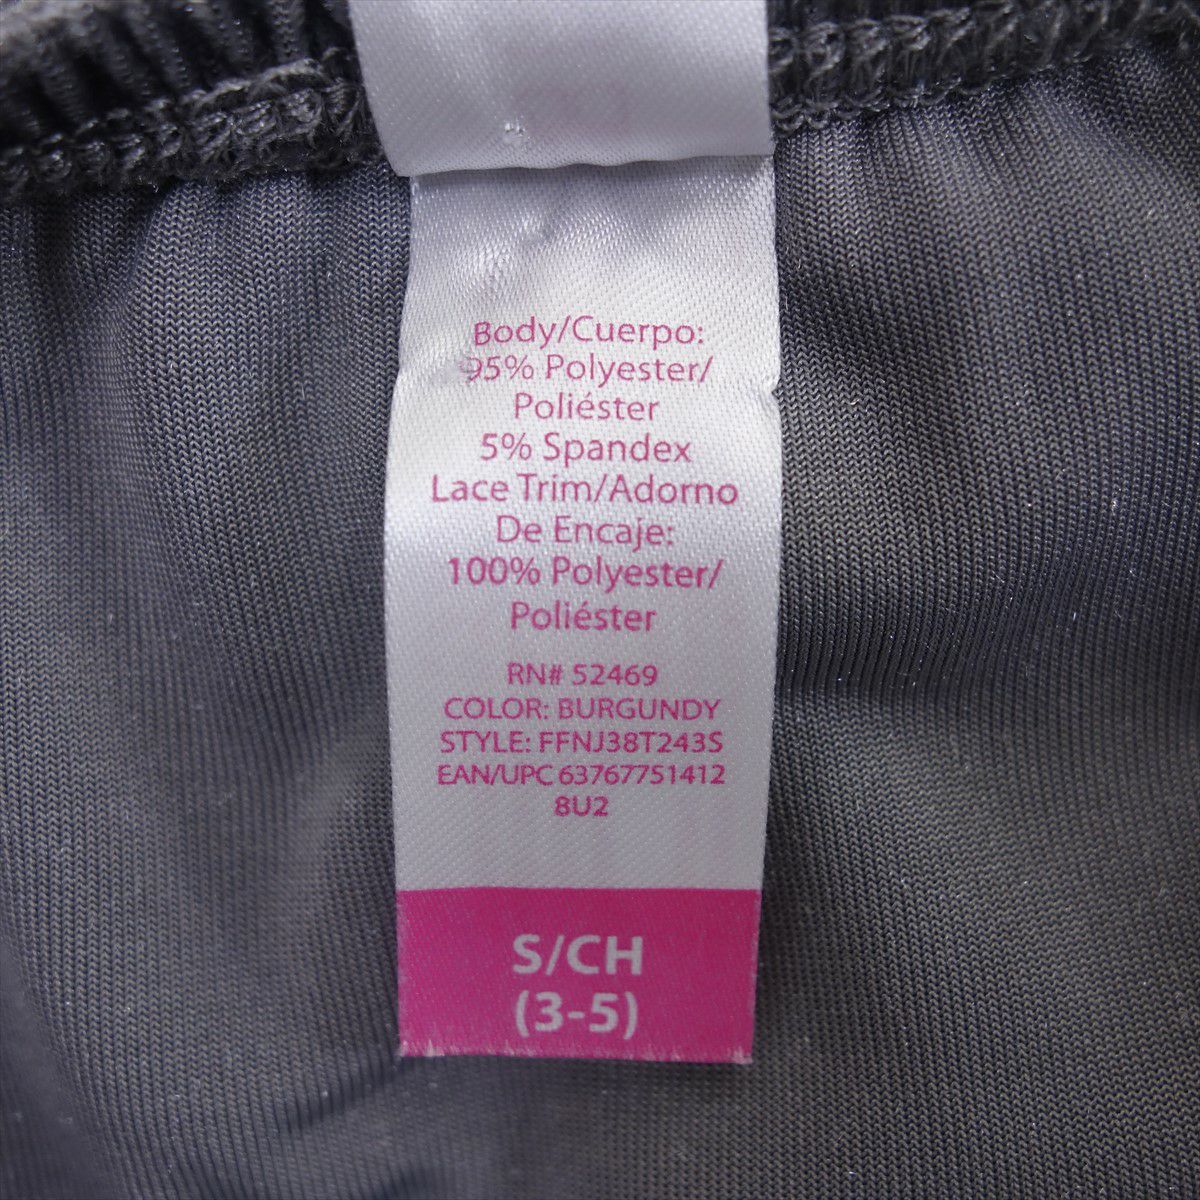 Body/Cuerpo:
95% Polyester/
Poliéster
5% Spandex
Lace Trim/Adorno
De Encaje:
100% Polyester/
Poliéster
RN# 52469
COLOR: BURGUNDY
STYLE: FFNJ38T243S
EAN/UPC 63767751412
8U2
S/CH
(3-5)